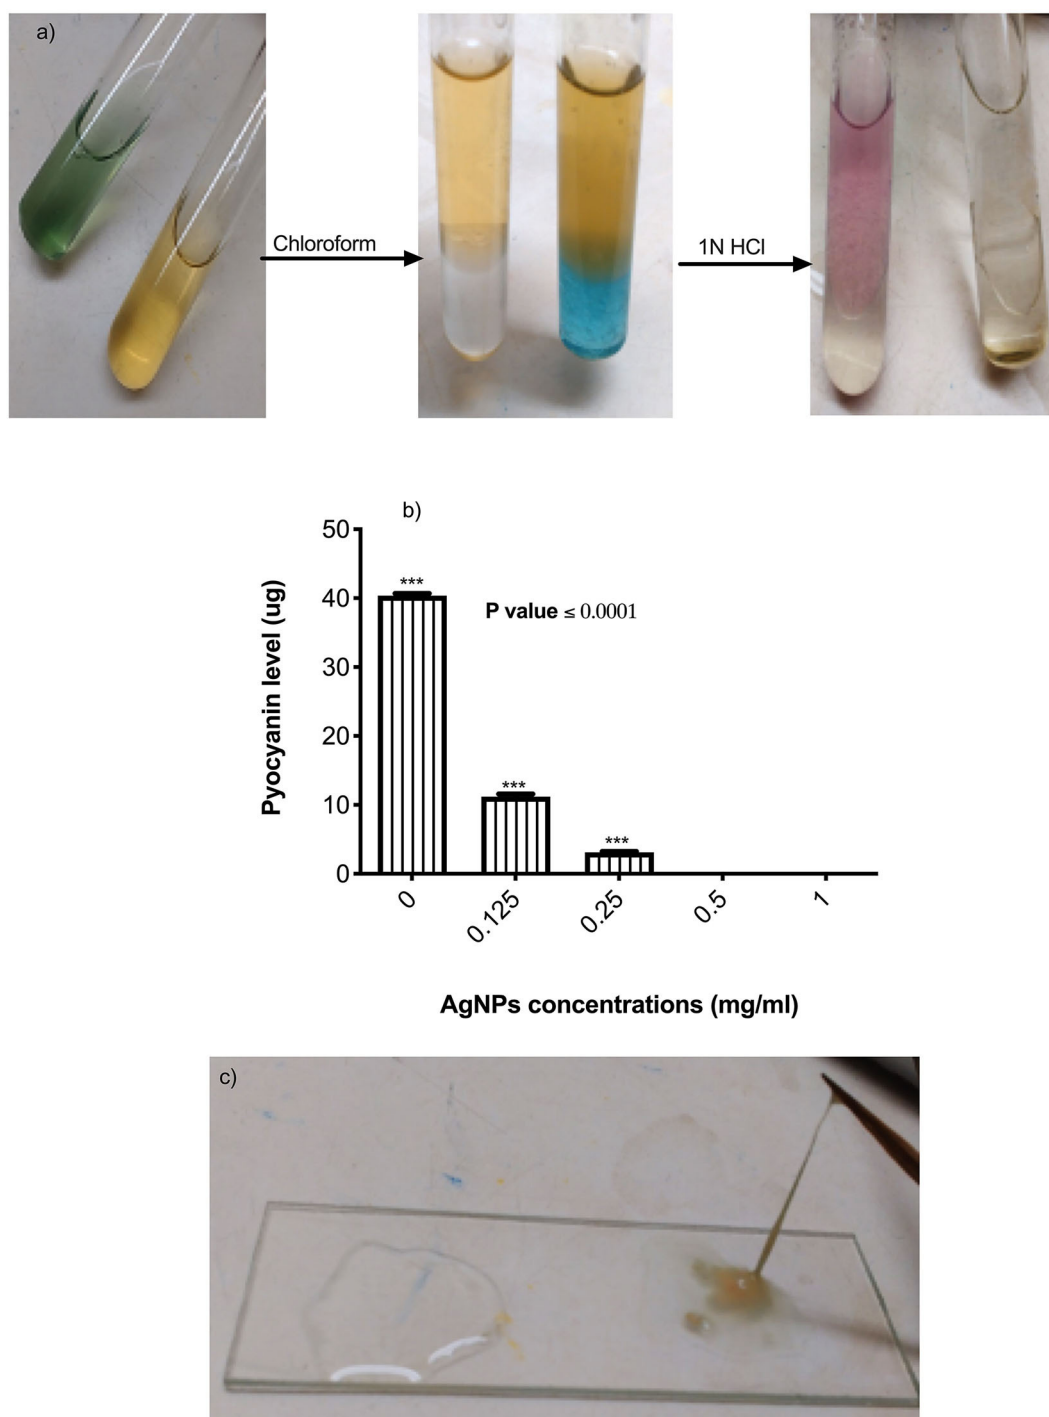 a)
Chloroform
1N HCl
b)
50
40
30
20
10
0
Pyocyanin level (ug)
***
***
***
P value ≤ 0.0001
0
0.125
0.25
0.5
1
AgNPs concentrations (mg/ml)
c)